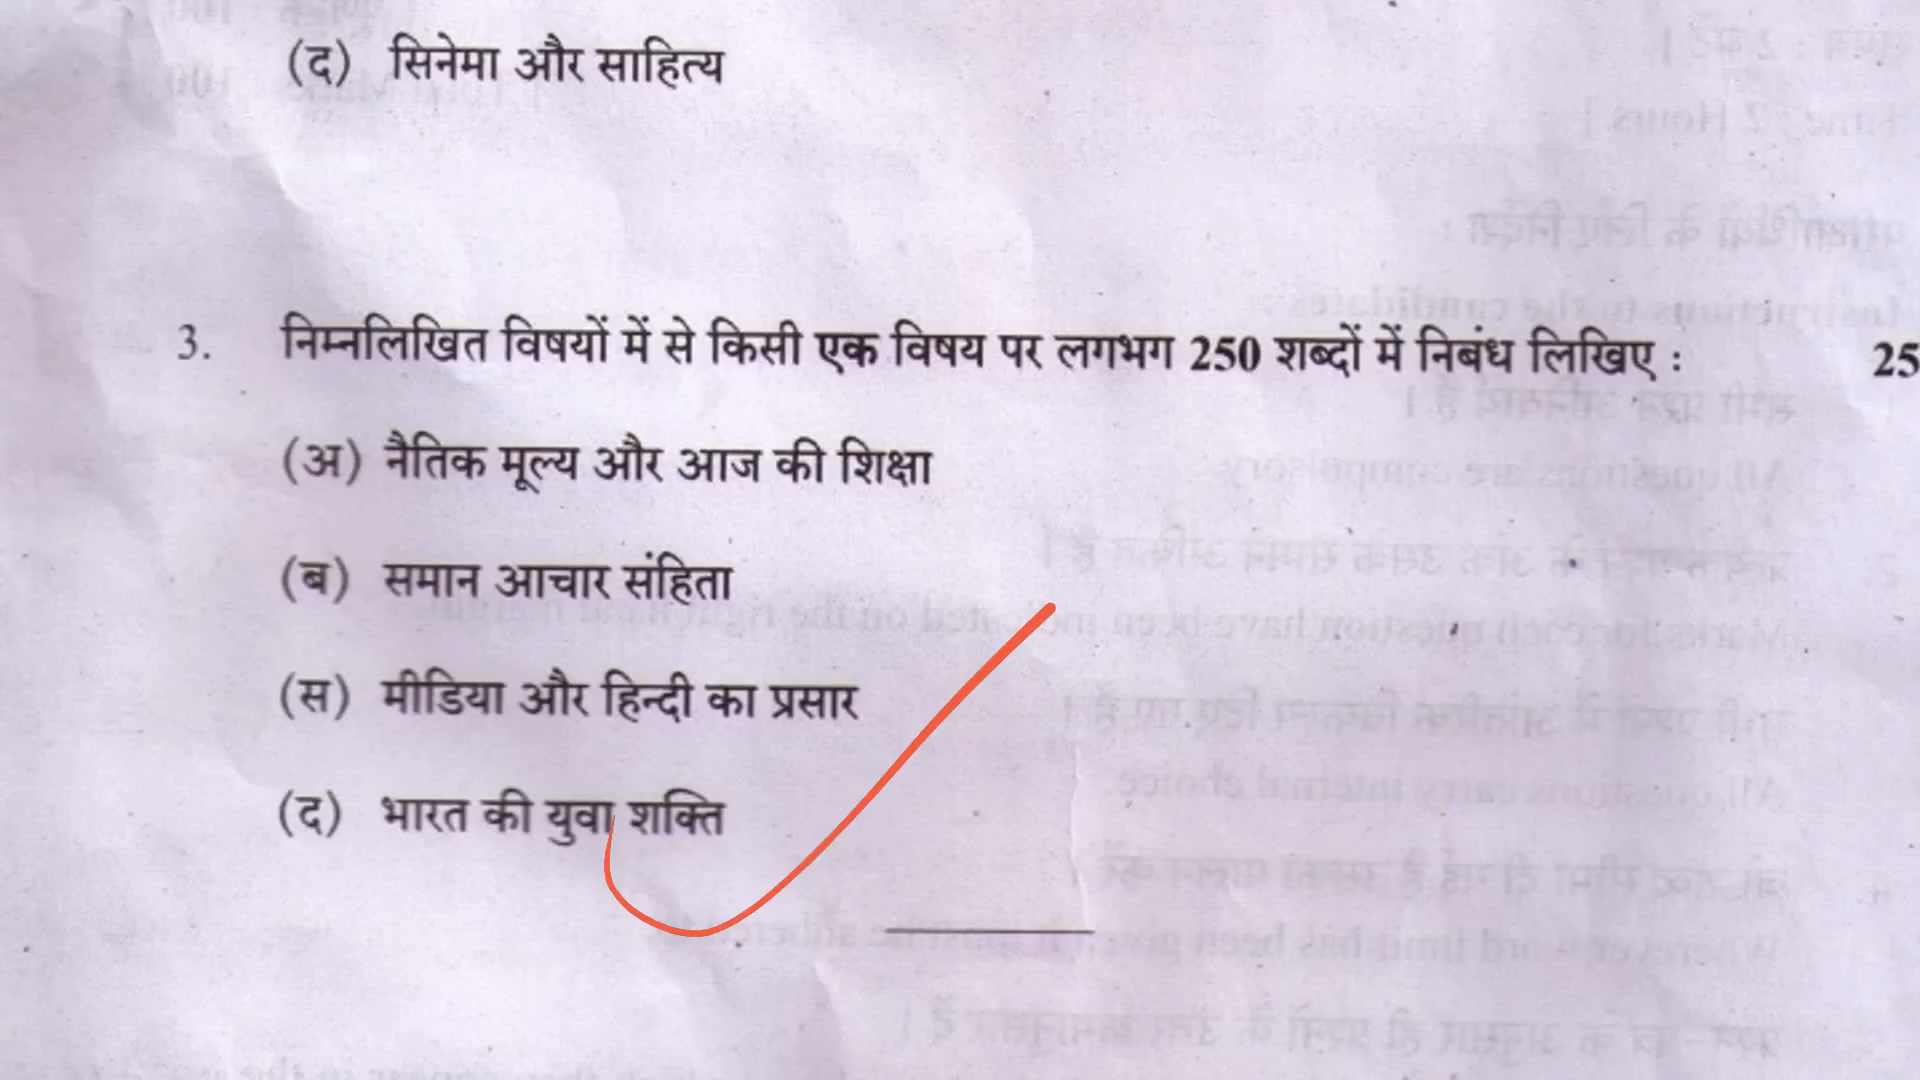 (द) सिनेमा और साहित्य
3. निम्नलिखित विषयों में से किसी एक विषय पर लगभग 250 शब्दों में निबंध लिखिए : 25
(अ) नैतिक मूल्य और आज की शिक्षा
(ब) समान आचार संहिता
(स) मीडिया और हिन्दी का प्रसार
(द) भारत की युवा शक्ति